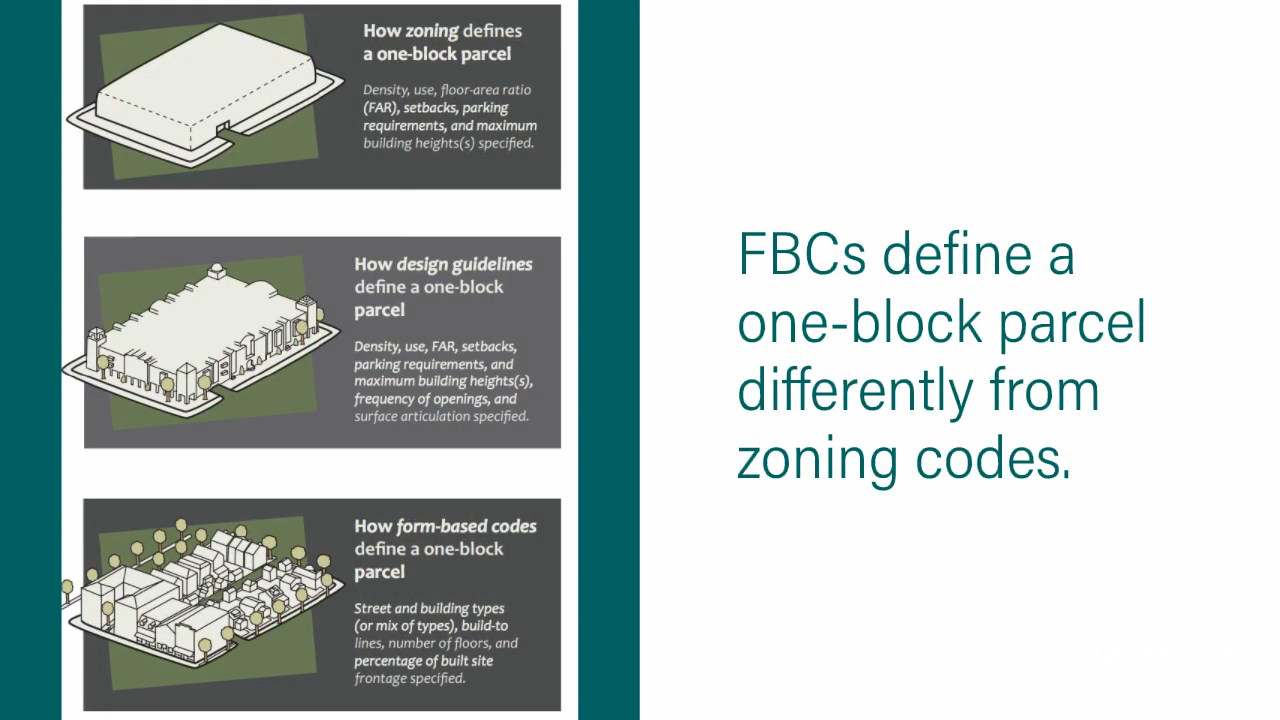 How zoning defines
a one-block parcel
Density, use, floor-area ratio
(FAR), setbacks, parking
requirements, and maximum
building heights(s) specified.
How design guidelines
define a one-block
parcel
Density, use, FAR, setbacks,
parking requirements, and
maximum building heights(s),
frequency of openings, and
surface articulation specified.
How form-based codes
define a one-block
parcel
Street and building types
(or mix of types), build-to
lines, number of floors, and
percentage of built site
frontage specified.
FBCs define a
one-block parcel
differently from
zoning codes.